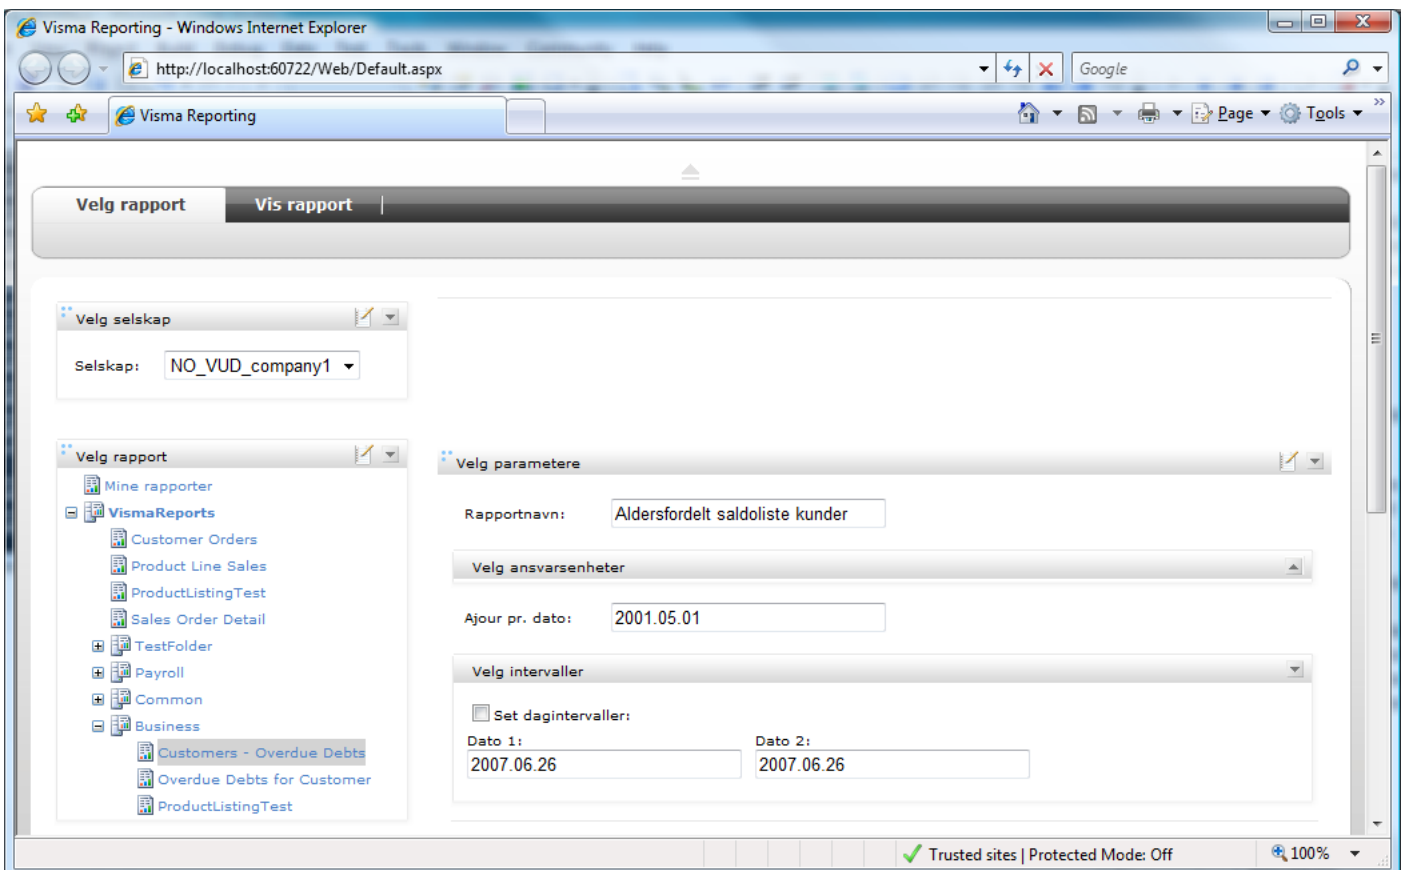 Visma Reporting - Windows Internet Explorer
http://localhost:60722/Web/Default.aspx
Google
Visma Reporting
Page
Tools
Velg rapport
Vis rapport
Velg selskap
Selskap: NO_VUD_company1
Velg rapport
Mine rapporter
VismaReports
Customer Orders
Product Line Sales
ProductListingTest
Sales Order Detail
TestFolder
Payroll
Common
Business
Customers - Overdue Debts
Overdue Debts for Customer
ProductListingTest
Velg parametere
Rapportnavn: Aldersfordelt saldoliste kunder
Velg ansvarsenheter
Ajour pr. dato: 2001.05.01
Velg intervaller
Set dagintervaller:
Dato 1: Dato 2:
2007.06.26 2007.06.26
Trusted sites | Protected Mode: Off
100%